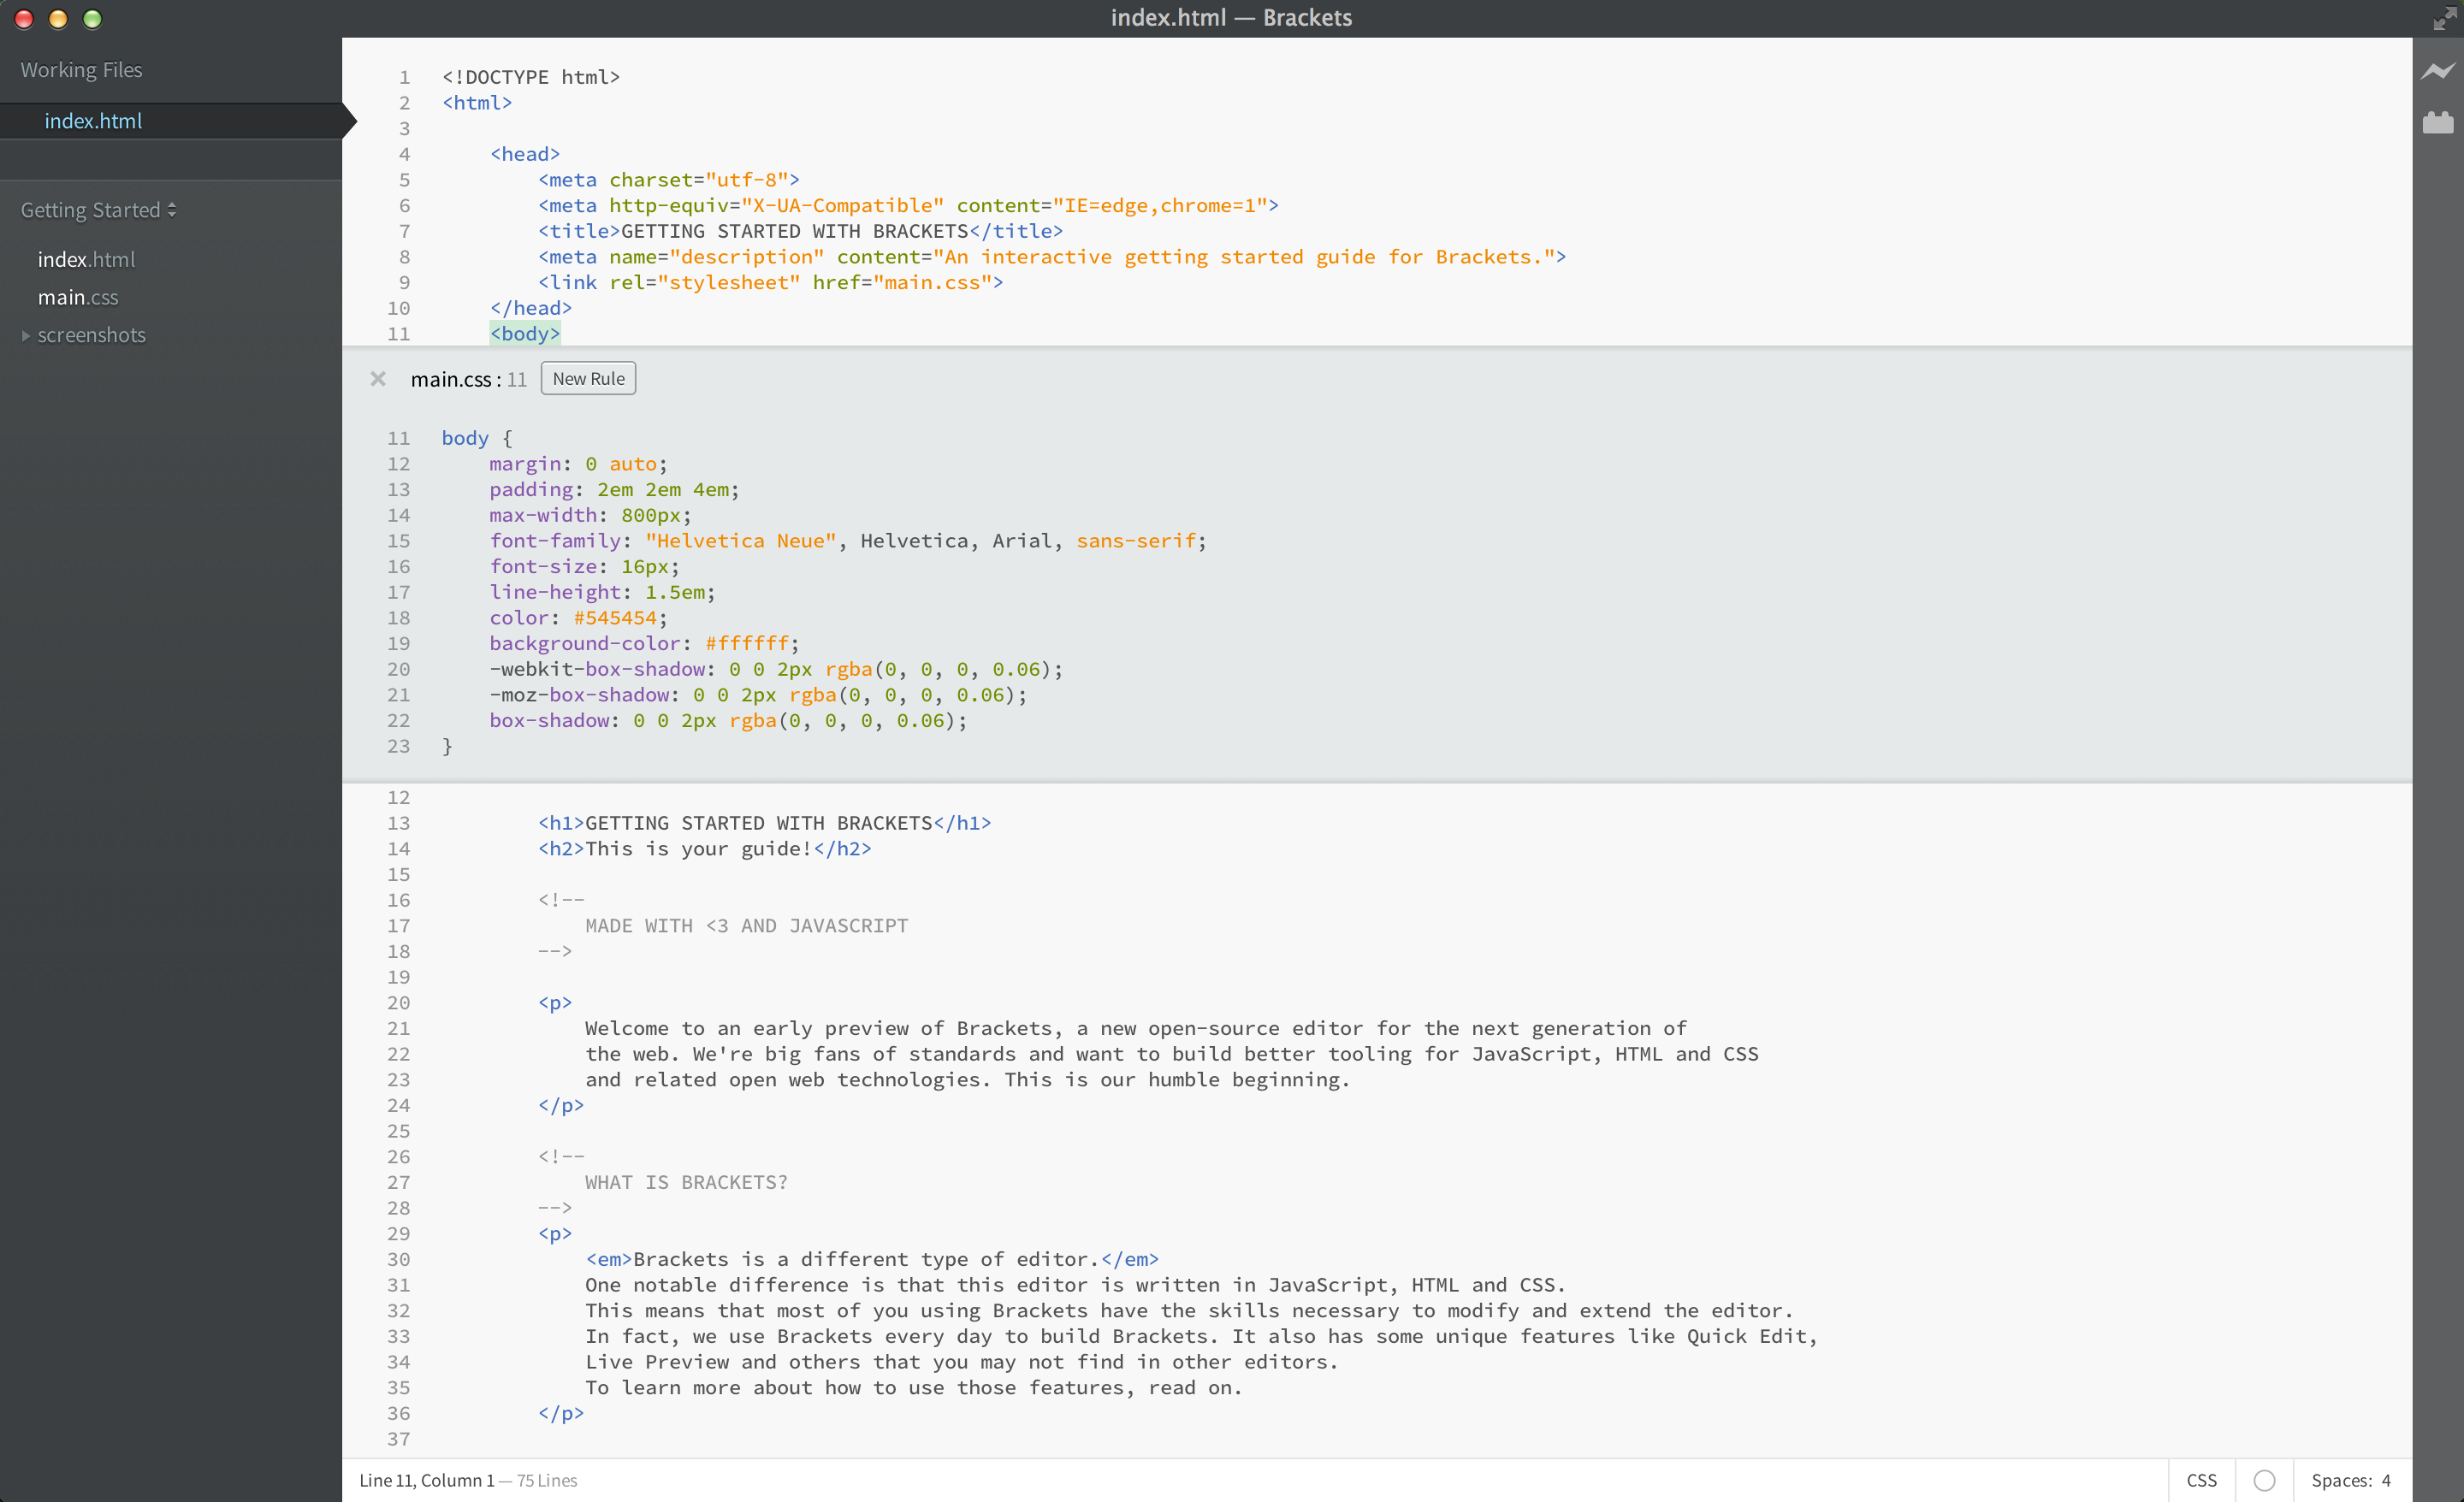 index.html — Brackets
Working Files
index.html
Getting Started
index.html
main.css
screenshots
1 <!DOCTYPE html>
2 <html>
3
4     <head>
5         <meta charset="utf-8">
6         <meta http-equiv="X-UA-Compatible" content="IE=edge,chrome=1">
7         <title>GETTING STARTED WITH BRACKETS</title>
8         <meta name="description" content="An interactive getting started guide for Brackets.">
9         <link rel="stylesheet" href="main.css">
10     </head>
11     <body>
main.css : 11 New Rule
11 body {
12     margin: 0 auto;
13     padding: 2em 2em 4em;
14     max-width: 800px;
15     font-family: "Helvetica Neue", Helvetica, Arial, sans-serif;
16     font-size: 16px;
17     line-height: 1.5em;
18     color: #545454;
19     background-color: #ffffff;
20     -webkit-box-shadow: 0 0 2px rgba(0, 0, 0, 0.06);
21     -moz-box-shadow: 0 0 2px rgba(0, 0, 0, 0.06);
22     box-shadow: 0 0 2px rgba(0, 0, 0, 0.06);
23 }
12
13         <h1>GETTING STARTED WITH BRACKETS</h1>
14         <h2>This is your guide!</h2>
15
16         <!--
17             MADE WITH <3 AND JAVASCRIPT
18         -->
19
20         <p>
21             Welcome to an early preview of Brackets, a new open-source editor for the next generation of
22             the web. We're big fans of standards and want to build better tooling for JavaScript, HTML and CSS
23             and related open web technologies. This is our humble beginning.
24         </p>
25
26         <!--
27             WHAT IS BRACKETS?
28         -->
29         <p>
30             <em>Brackets is a different type of editor.</em>
31             One notable difference is that this editor is written in JavaScript, HTML and CSS.
32             This means that most of you using Brackets have the skills necessary to modify and extend the editor.
33             In fact, we use Brackets every day to build Brackets. It also has some unique features like Quick Edit,
34             Live Preview and others that you may not find in other editors.
35             To learn more about how to use those features, read on.
36         </p>
37
Line 11, Column 1 — 75 Lines
CSS
Spaces: 4